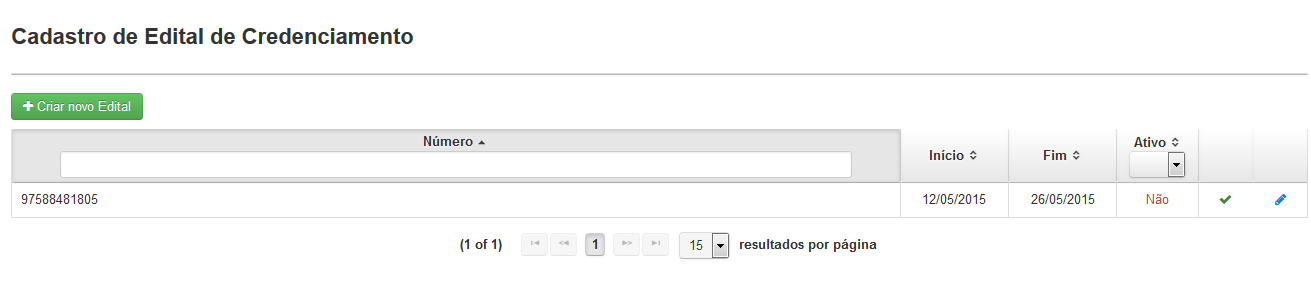 Cadastro de Edital de Credenciamento
Criar novo Edital
Número
Início
Fim
Ativo
97588481805 12/05/2015 26/05/2015 Não
(1 of 1) 1 15 resultados por página